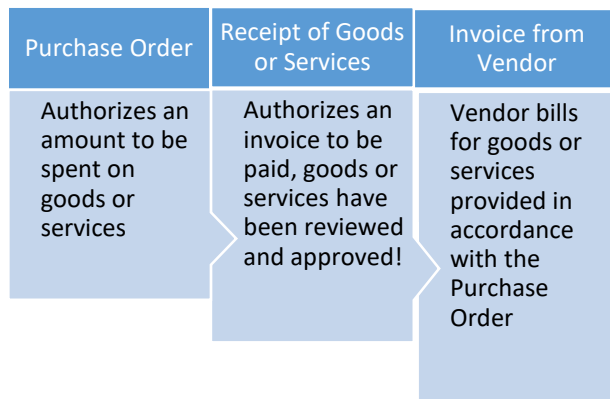 Purchase Order
Authorizes an
amount to be
spent on
goods or
services
Receipt of Goods
or Services
Authorizes an
invoice to be
paid, goods or
services have
been reviewed
and approved!
Invoice from
Vendor
Vendor bills
for goods or
services
provided in
accordance
with the
Purchase
Order